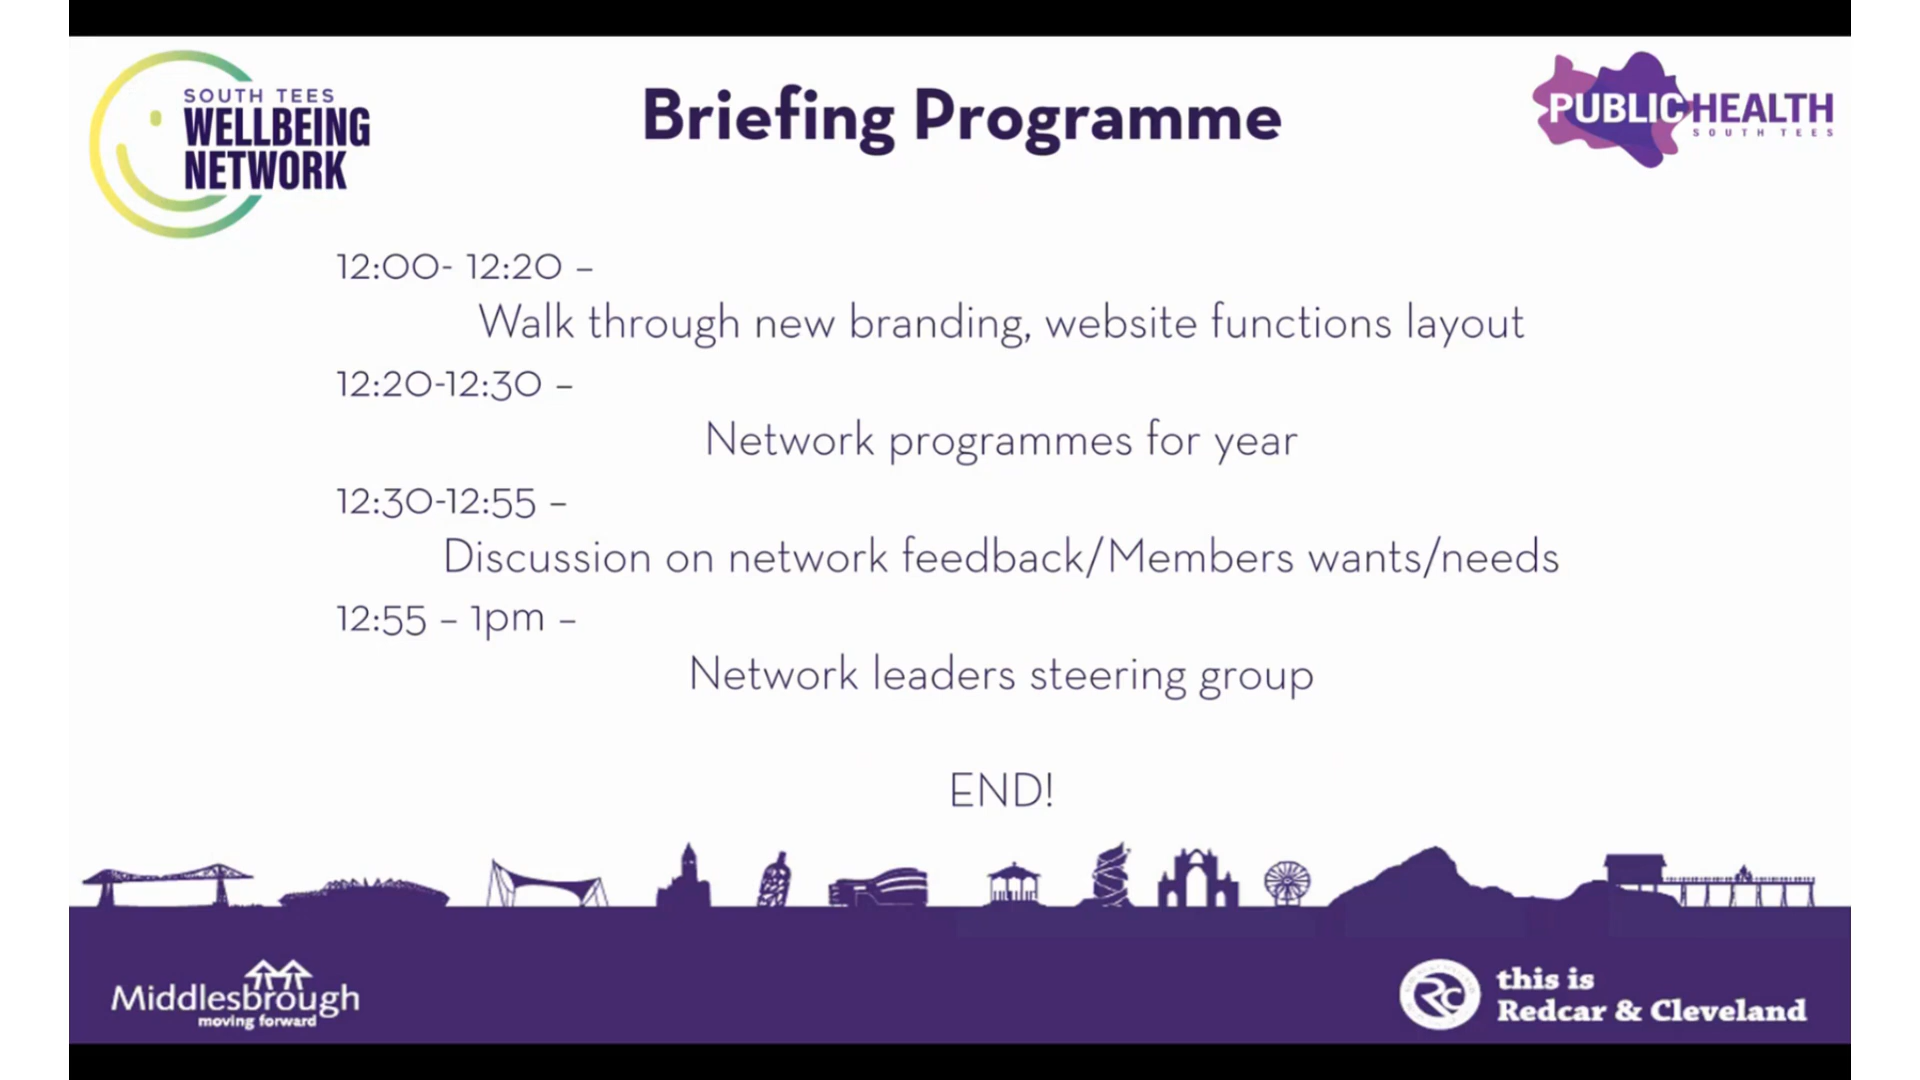 SOUTH TEES
WELLBEING
NETWORK
Briefing Programme
PUBLIC HEALTH
SOUTH TEES
12:00- 12:20 –
Walk through new branding, website functions layout
12:20-12:30 –
Network programmes for year
12:30-12:55 –
Discussion on network feedback/Members wants/needs
12:55 – 1pm –
Network leaders steering group
END!
Middlesbrough
moving forward
RC
this is
Redcar & Cleveland